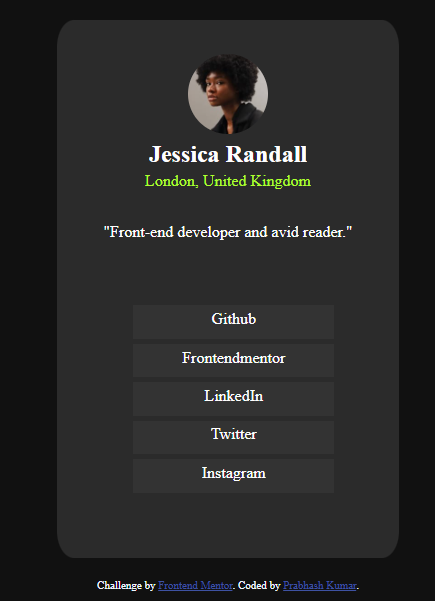 Jessica Randall
London, United Kingdom
"Front-end developer and avid reader."
Github
Frontendmentor
LinkedIn
Twitter
Instagram
Challenge by Frontend Mentor. Coded by Prabhash Kumar.